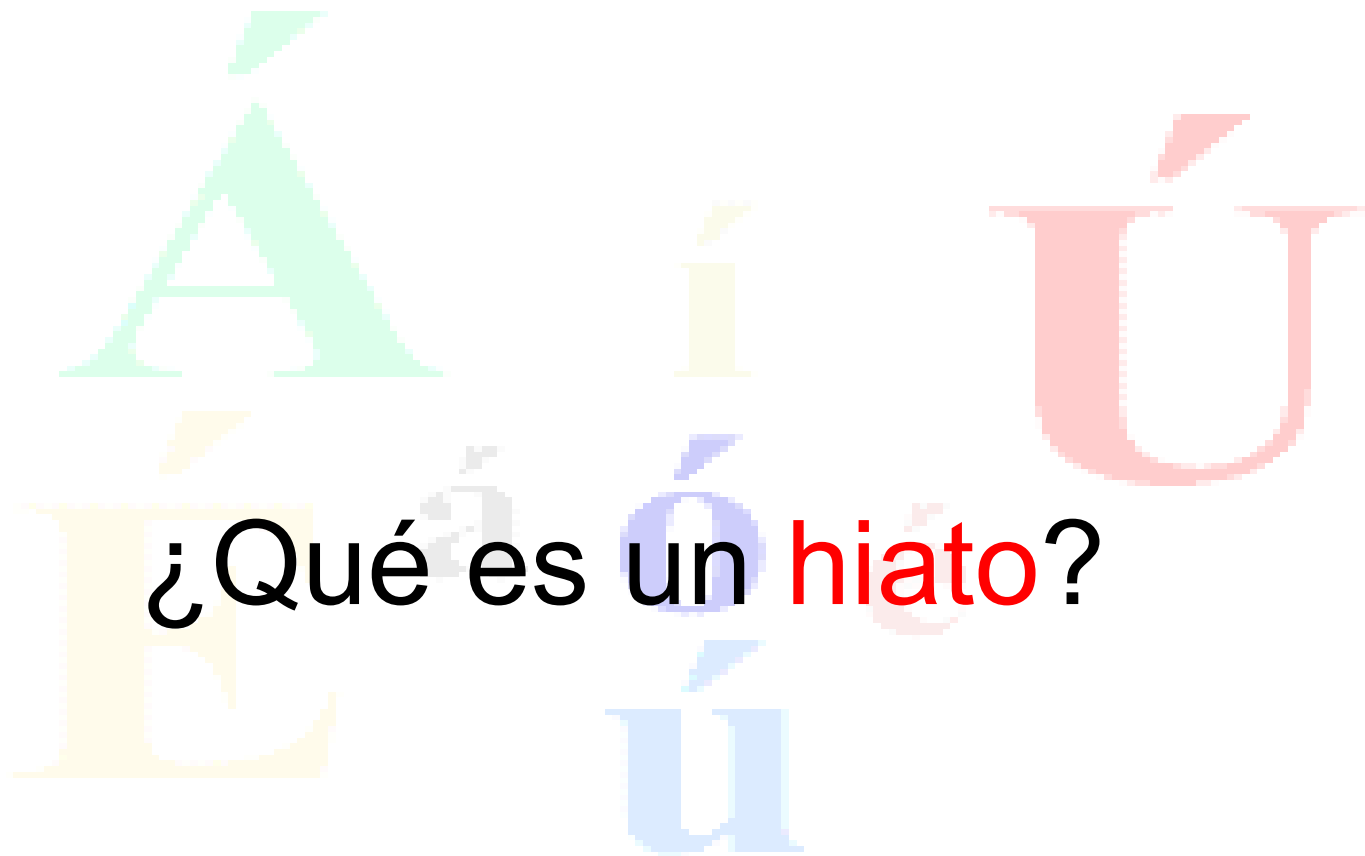 Á
í
Ú
É
á
ó
é
¿Qué es un hiato?
ú